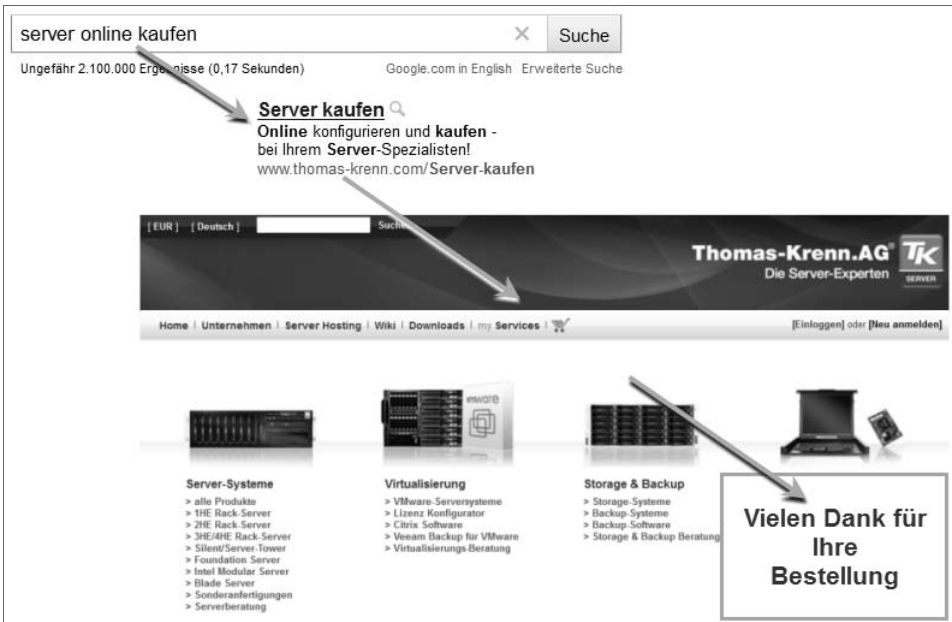 server online kaufen × Suche
Ungefähr 2.100.000 Ergebnisse (0,17 Sekunden) Google.com in English Erweiterte Suche
Server kaufen
Online konfigurieren und kaufen -
bei Ihrem Server-Spezialisten!
www.thomas-krenn.com/Server-kaufen
[EUR] [Deutsch] Suche
Thomas-Krenn.AG®
Die Server-Experten
TK
SERVER
Home | Unternehmen | Server Hosting | Wiki | Downloads | my Services |
[Einloggen] oder [Neu anmelden]
vmware
Server-Systeme
> alle Produkte
> 1HE Rack-Server
> 2HE Rack-Server
> 3HE/4HE Rack-Server
> Silent/Server-Tower
> Foundation Server
> Intel Modular Server
> Blade Server
> Sonderanfertigungen
> Serverberatung
Virtualisierung
> VMware-Serversysteme
> Lizenz Konfigurator
> Citrix Software
> Veeam Backup für VMware
> Virtualisierungs-Beratung
Storage & Backup
> Storage-Systeme
> Backup-Systeme
> Backup-Software
> Storage & Backup Beratung
Vielen Dank für
Ihre
Bestellung